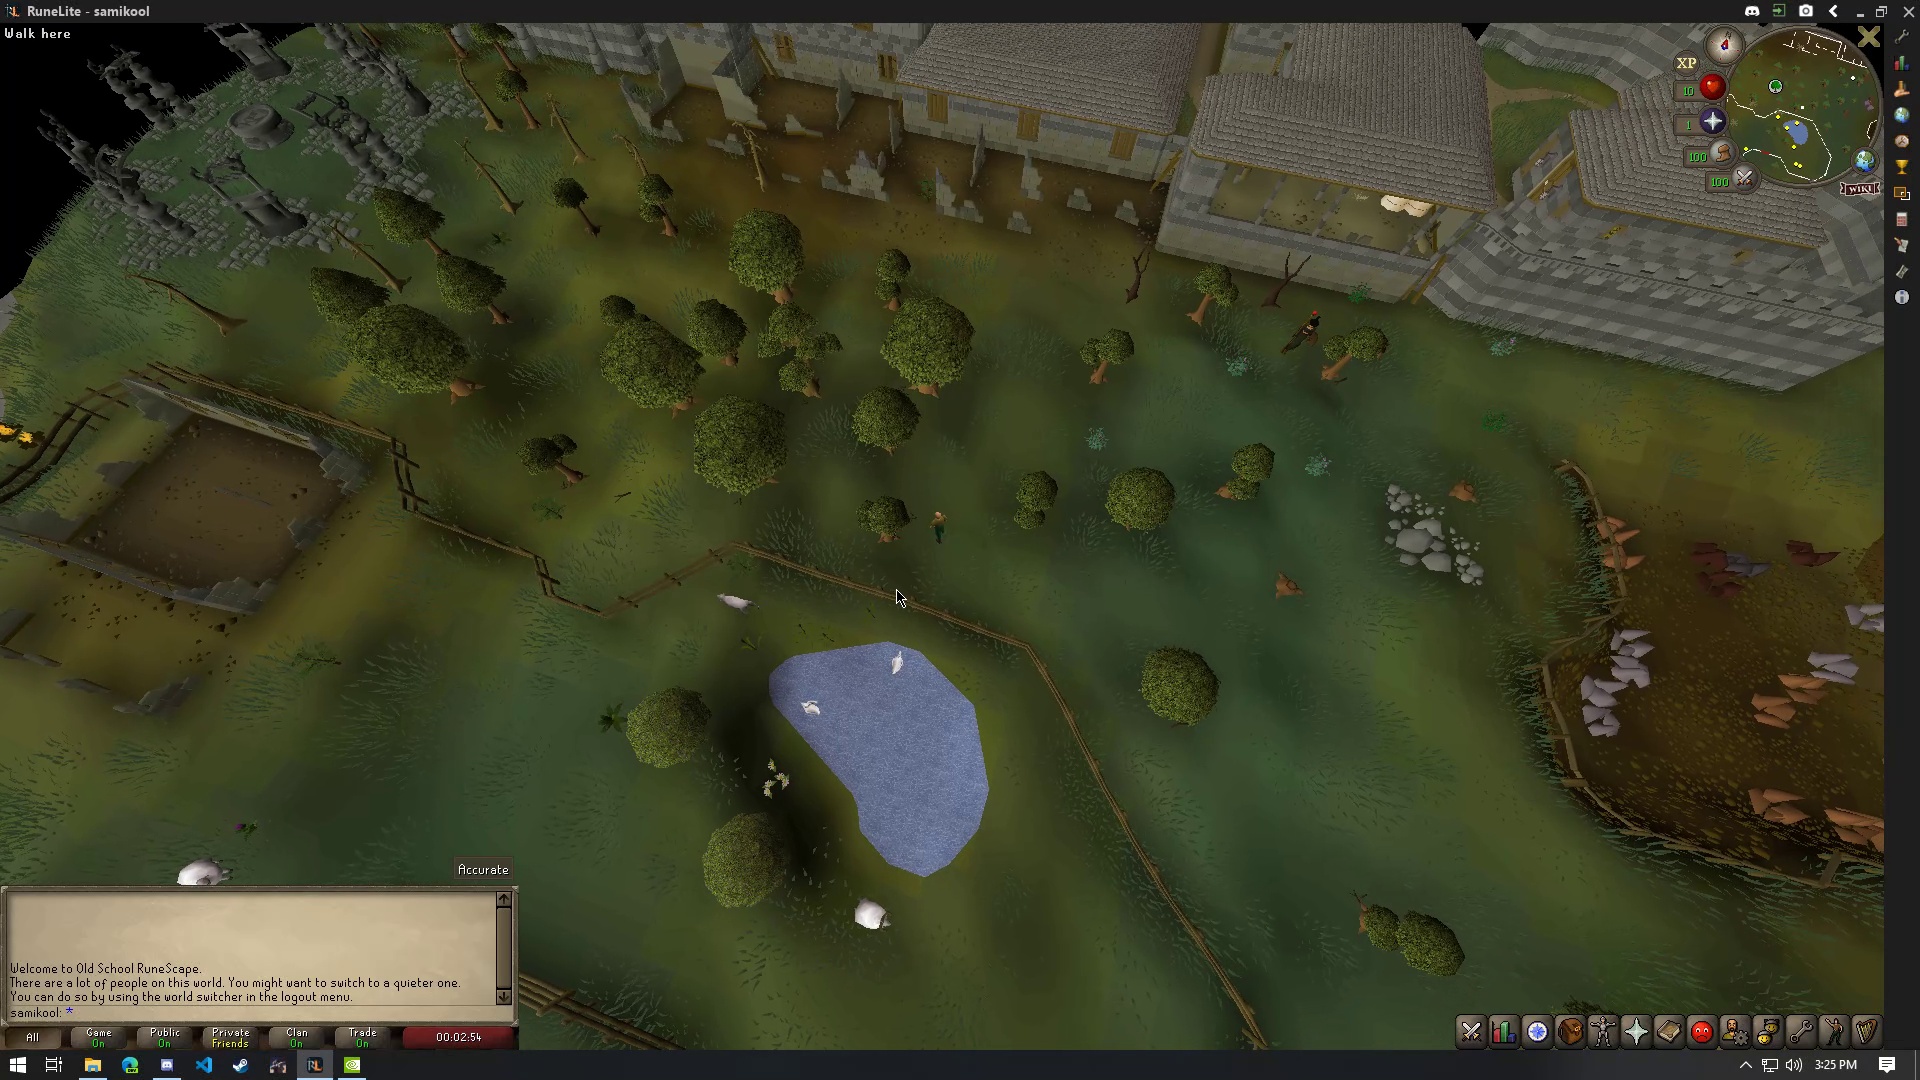 RuneLite - samikool
Walk here
XP
10
1
100
100
WIKI
Accurate
Welcome to Old School RuneScape.
There are a lot of people on this world. You might want to switch to a quieter one.
You can do so by using the world switcher in the logout menu.
samikool: *
All
Game
On
Public
On
Private
Friends
Clan
On
Trade
On
00:02:54
3:25 PM